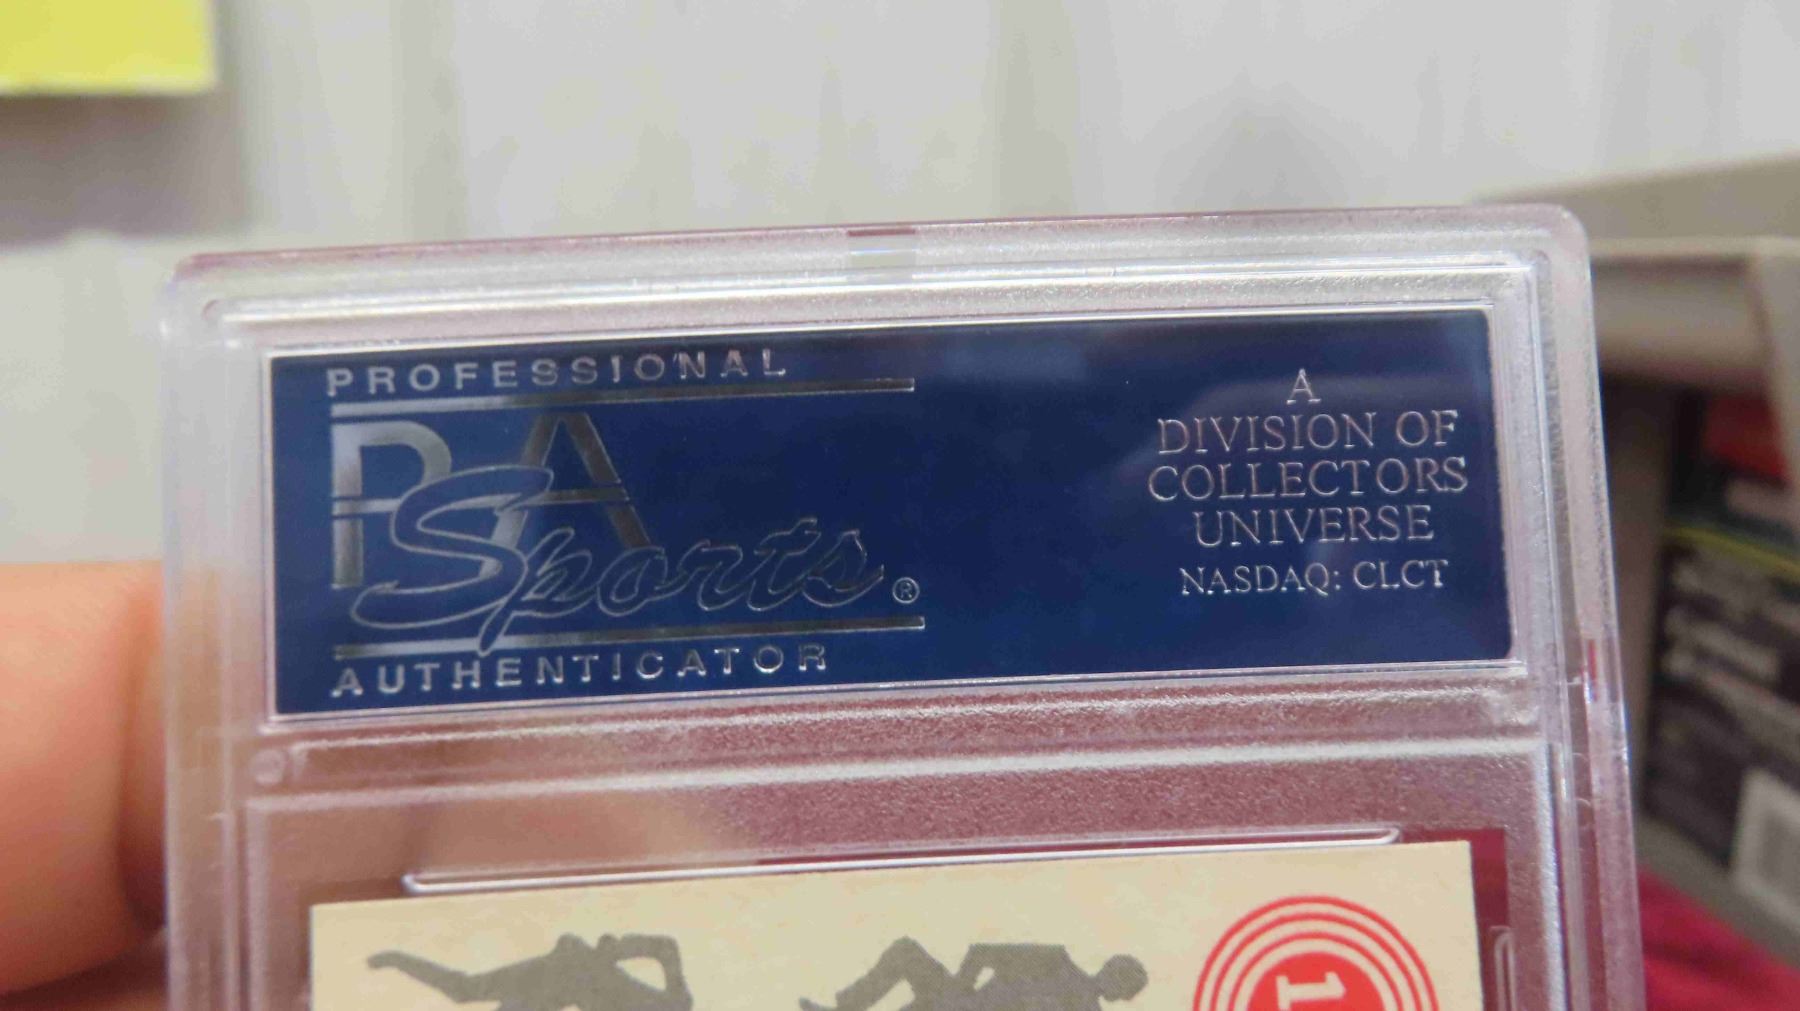 PROFESSIONAL
PSA
Sports®
AUTHENTICATOR
A
DIVISION OF
COLLECTORS
UNIVERSE
NASDAQ: CLCT